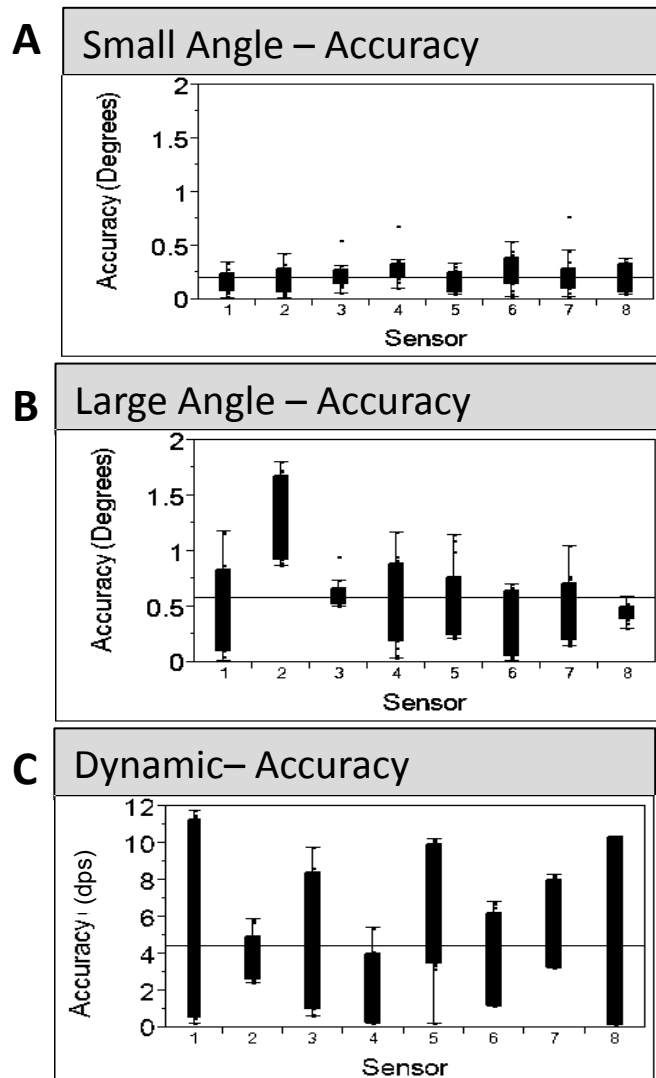 A
Small Angle – Accuracy
Accuracy (Degrees)
2
1.5
1
0.5
0
1 2 3 4 5 6 7 8
Sensor
B
Large Angle – Accuracy
Accuracy (Degrees)
2
1.5
1
0.5
0
1 2 3 4 5 6 7 8
Sensor
C
Dynamic– Accuracy
Accuracy (dps)
12
10
8
6
4
2
0
1 2 3 4 5 6 7 8
Sensor